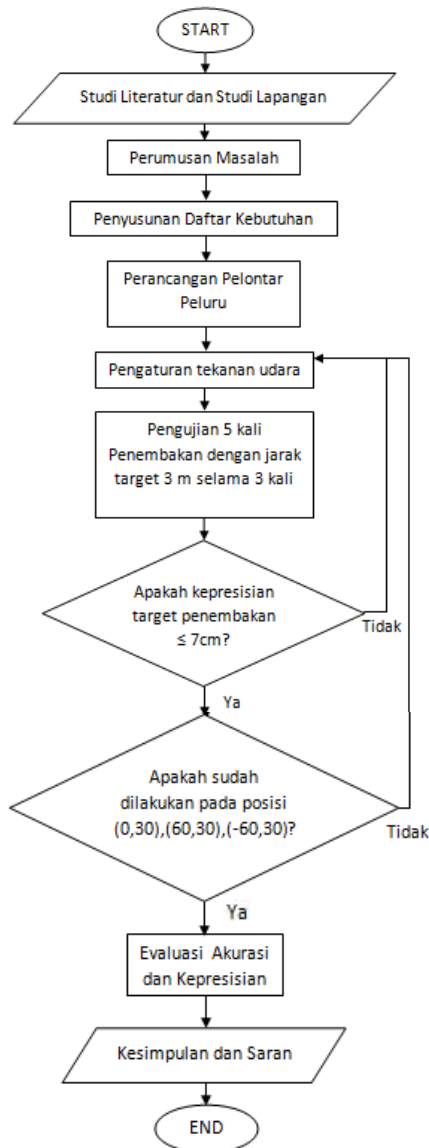 START
Studi Literatur dan Studi Lapangan
Perumusan Masalah
Penyusunan Daftar Kebutuhan
Perancangan Pelontar
Peluru
Pengaturan tekanan udara
Pengujian 5 kali
Penembakan dengan jarak
target 3 m selama 3 kali
Apakah kepresisian
target penembakan
≤ 7cm?
Tidak
Ya
Apakah sudah
dilakukan pada posisi
(0,30),(60,30),(-60,30)?
Tidak
Ya
Evaluasi Akurasi
dan Kepresisian
Kesimpulan dan Saran
END